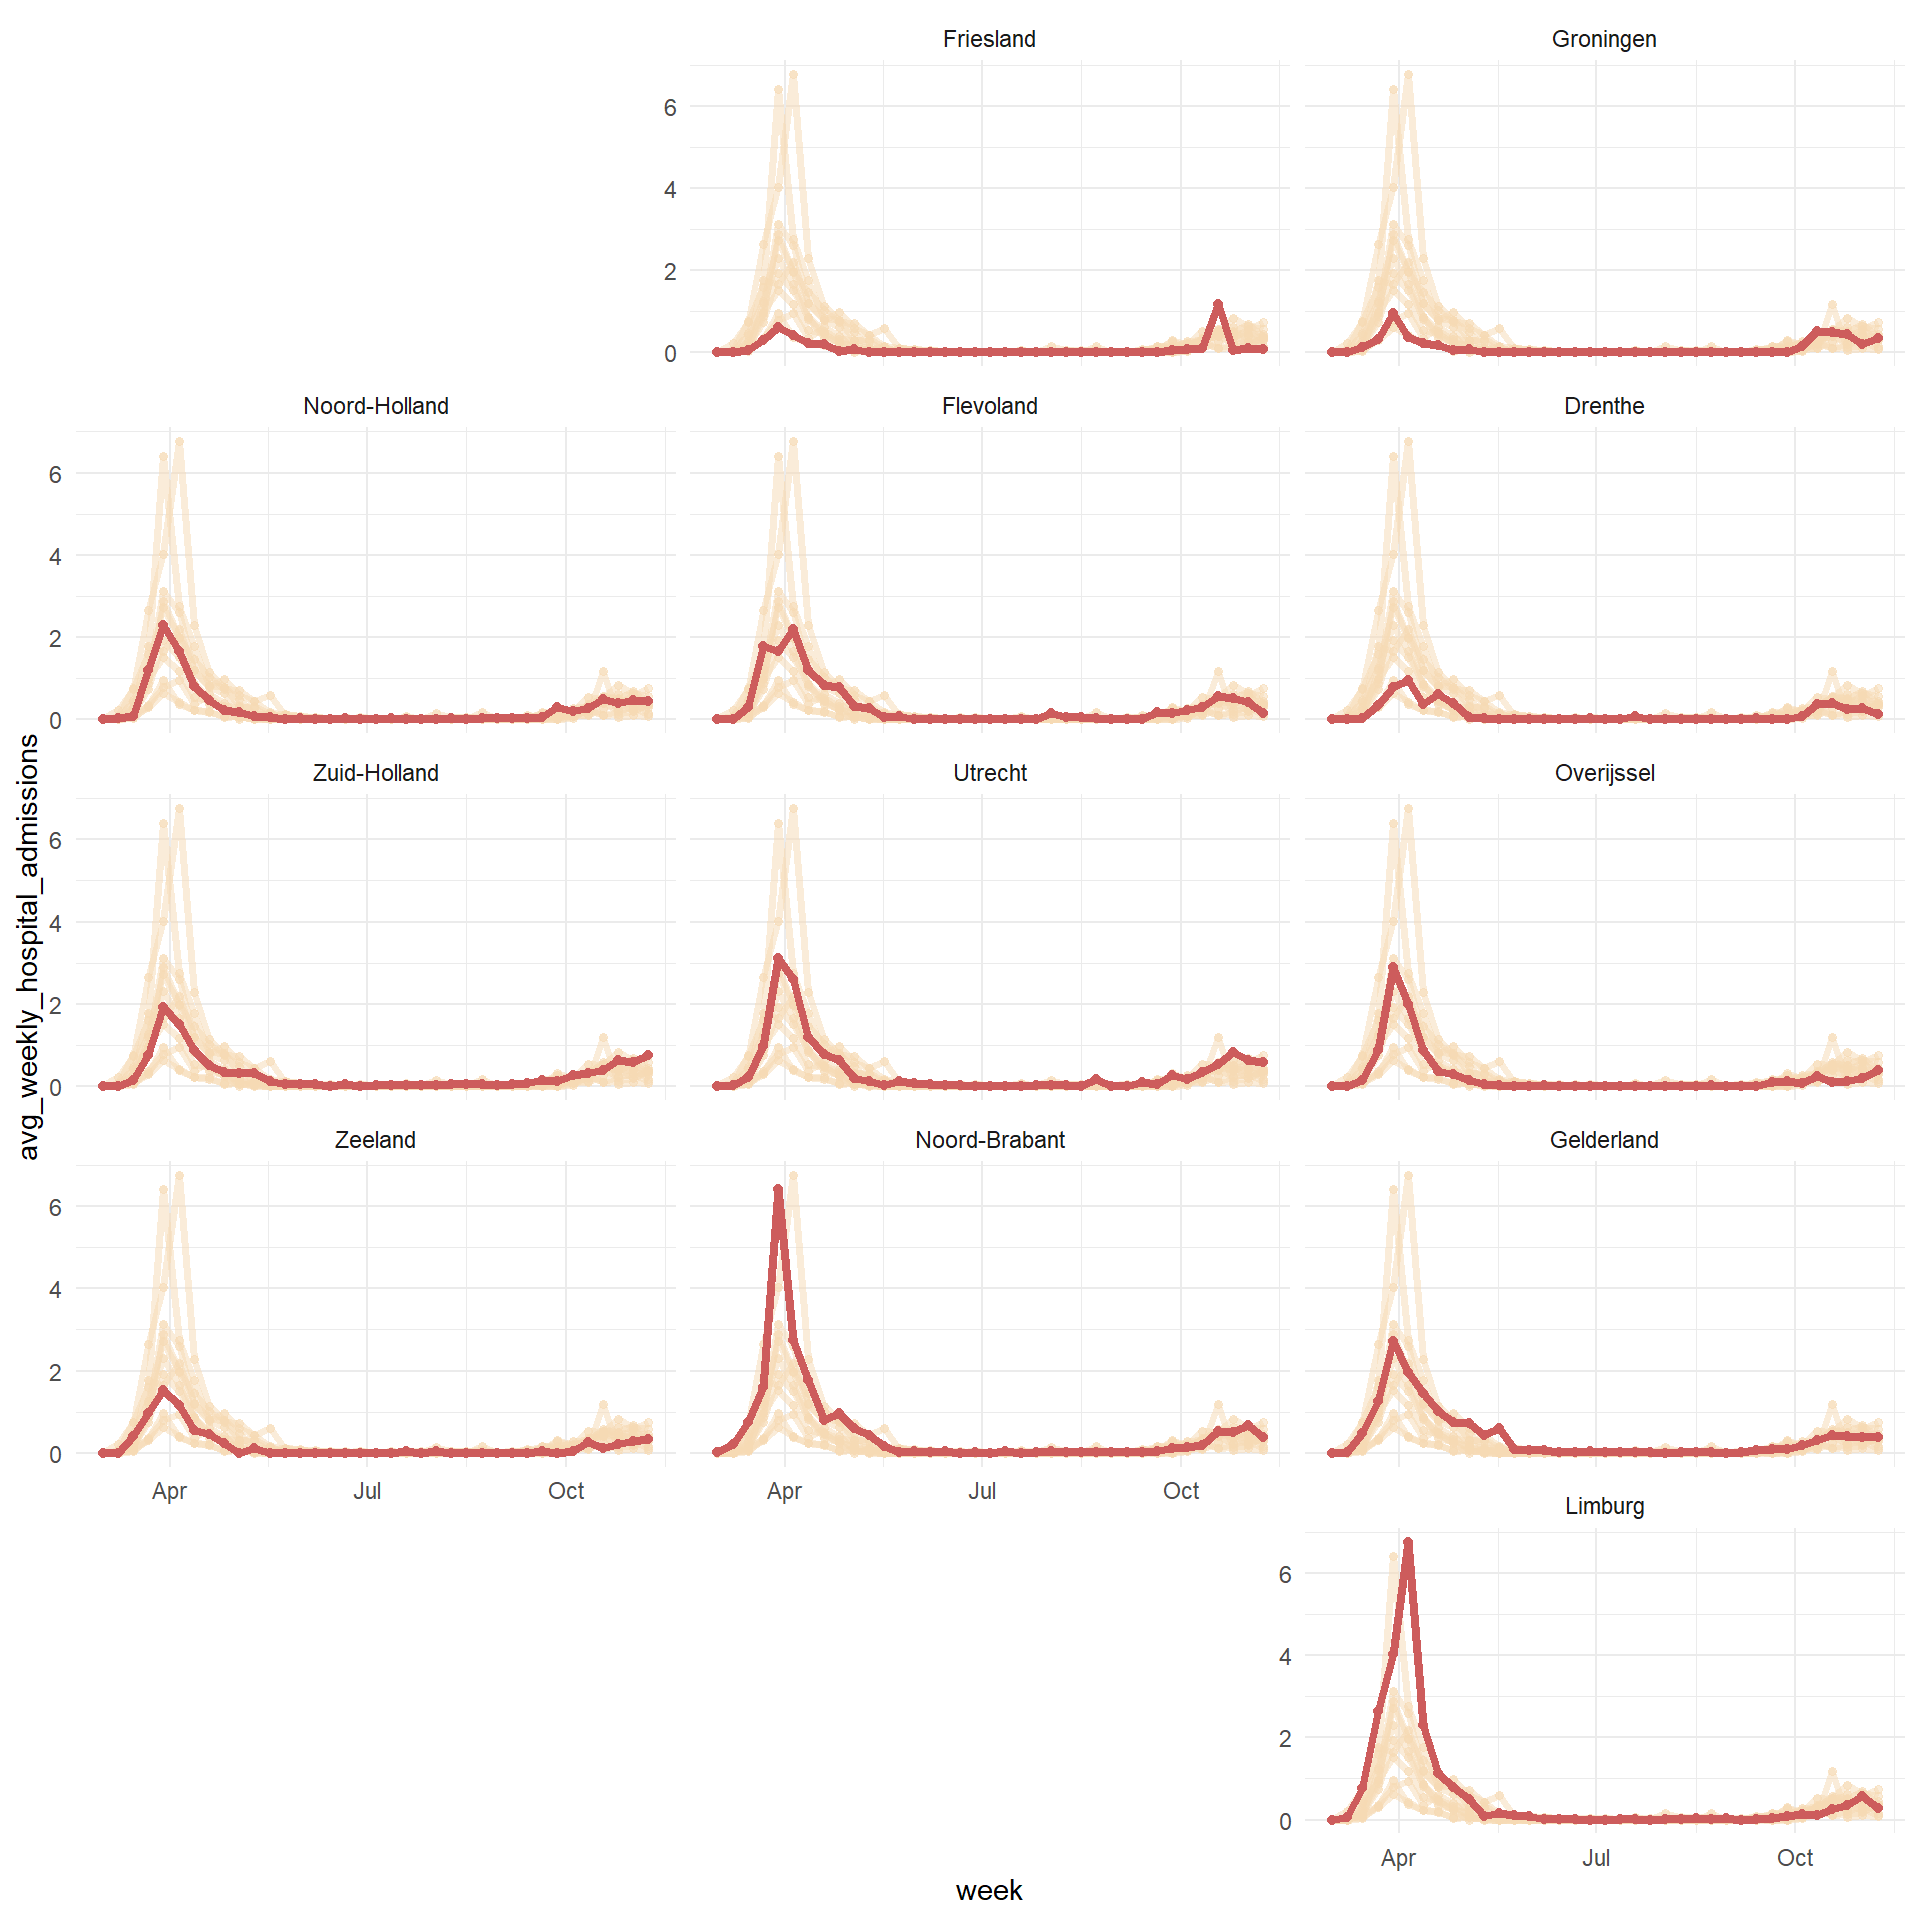 Friesland
Groningen
6
4
2
0
Noord-Holland
Flevoland
Drenthe
6
4
2
0
Zuid-Holland
Utrecht
Overijssel
6
4
2
0
Zeeland
Noord-Brabant
Gelderland
6
4
2
0
Apr Jul Oct
Apr Jul Oct
Limburg
6
4
2
0
Apr Jul Oct
week
avg_weekly_hospital_admissions